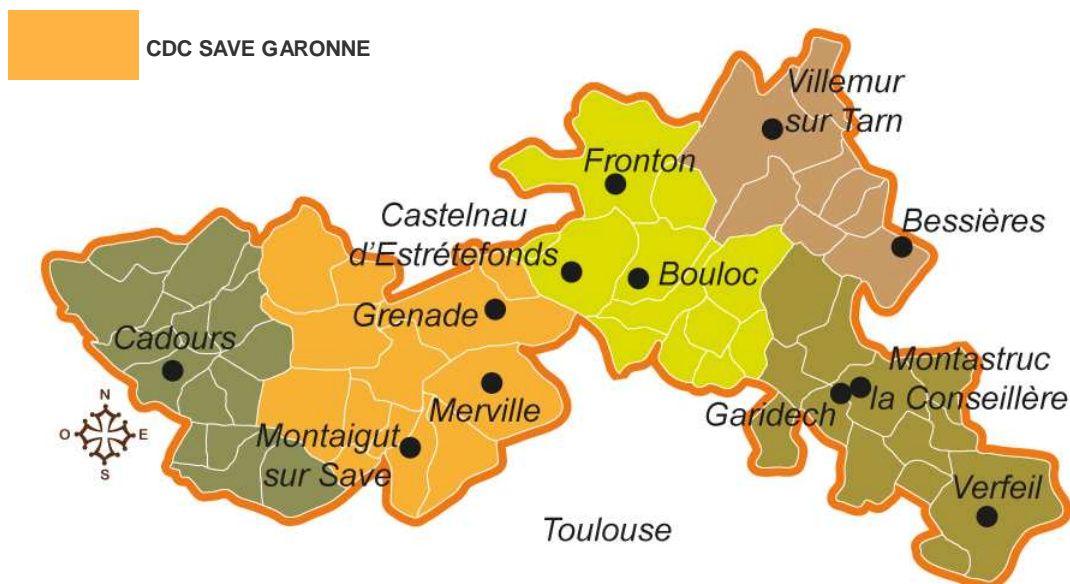 CDC SAVE GARONNE
Villemur
sur Tarn
Fronton
Castelnau
d'Estrétefonds
Bessières
Bouloc
Grenade
Cadours
Montastruc
la Conseillère
Garidech
Merville
Montaigut
sur Save
N
O
E
S
Verfeil
Toulouse